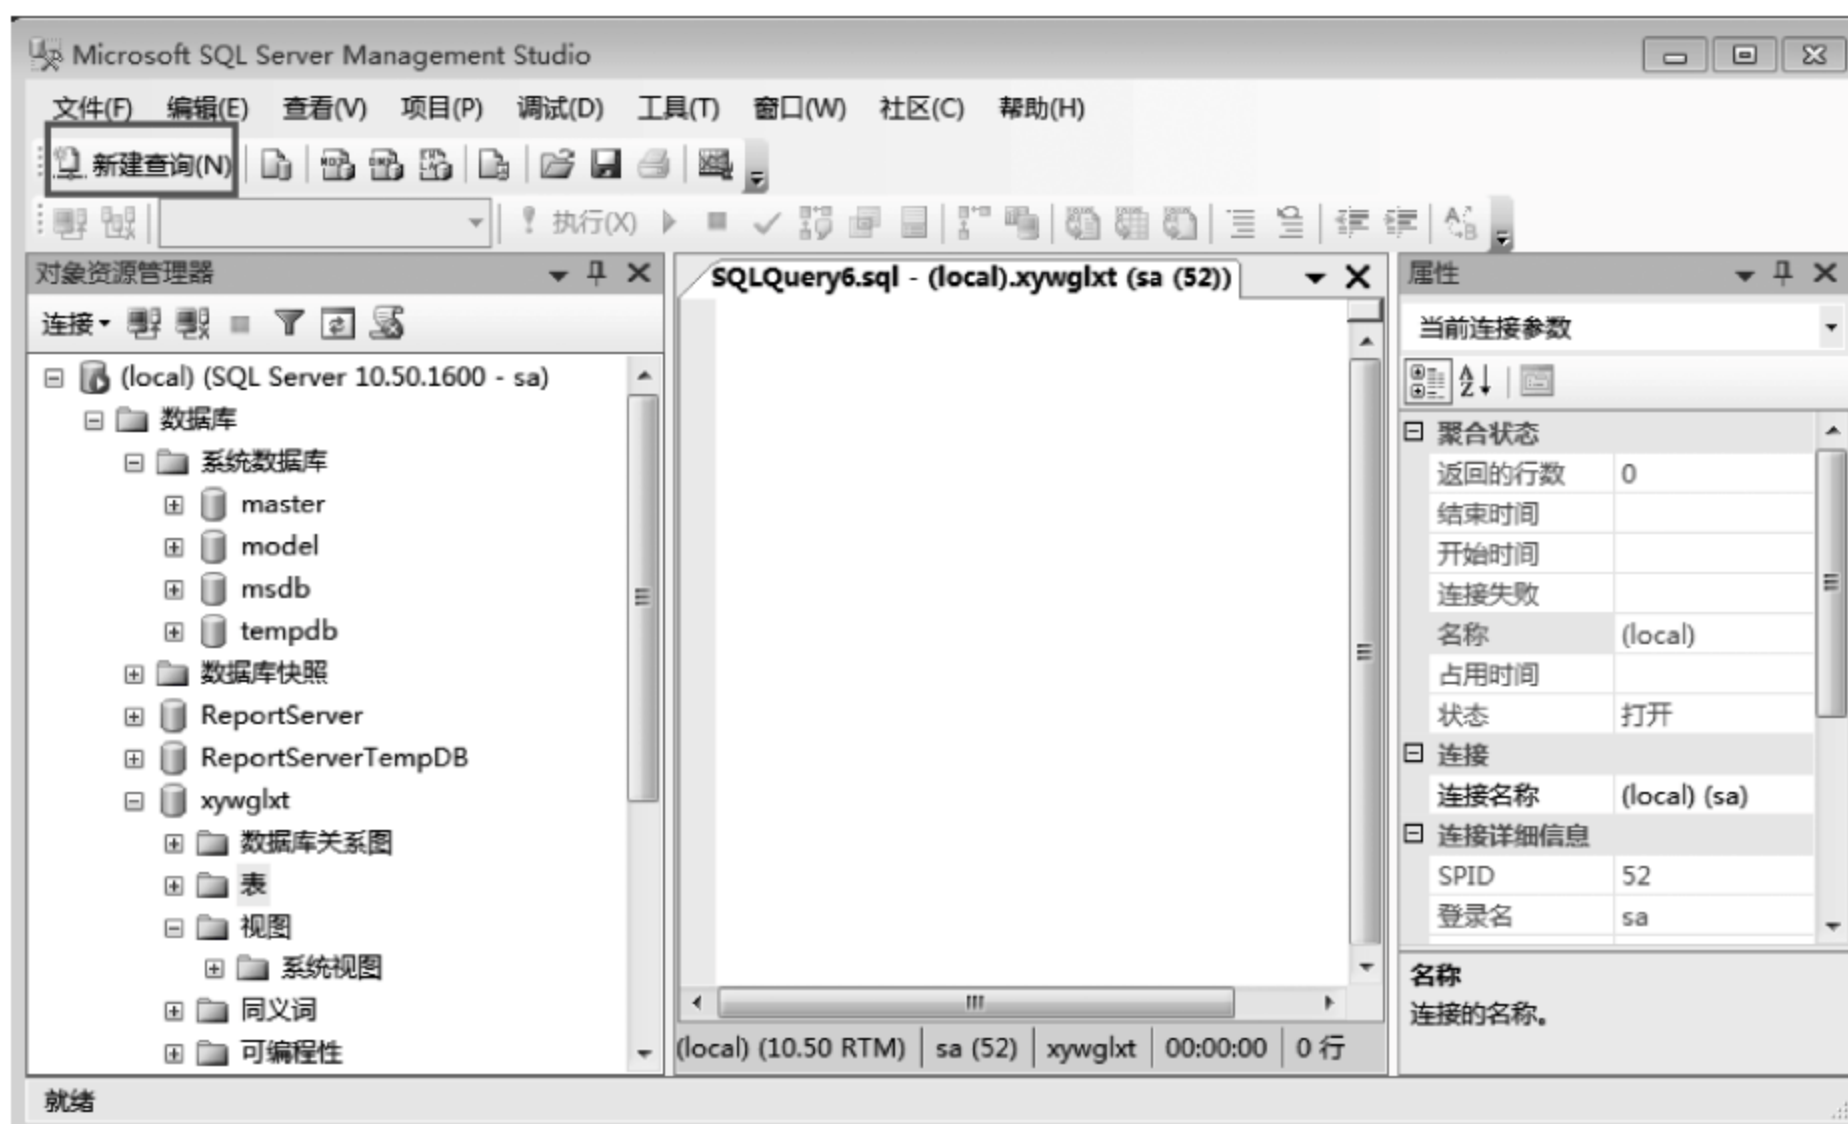 Microsoft SQL Server Management Studio
文件(F) 编辑(E) 查看(V) 项目(P) 调试(D) 工具(T) 窗口(W) 社区(C) 帮助(H)
新建查询(N)
执行(X)
对象资源管理器
连接
(local) (SQL Server 10.50.1600 - sa)
数据库
系统数据库
master
model
msdb
tempdb
数据库快照
ReportServer
ReportServerTempDB
xywglxt
数据库关系图
表
视图
系统视图
同义词
可编程性
SQLQuery6.sql - (local).xywglxt (sa (52))
(local) (10.50 RTM) sa (52) xywglxt 00:00:00 0 行
属性
当前连接参数
聚合状态
返回的行数 0
结束时间
开始时间
连接失败
名称 (local)
占用时间
状态 打开
连接
连接名称 (local) (sa)
连接详细信息
SPID 52
登录名 sa
名称
连接的名称。
就绪